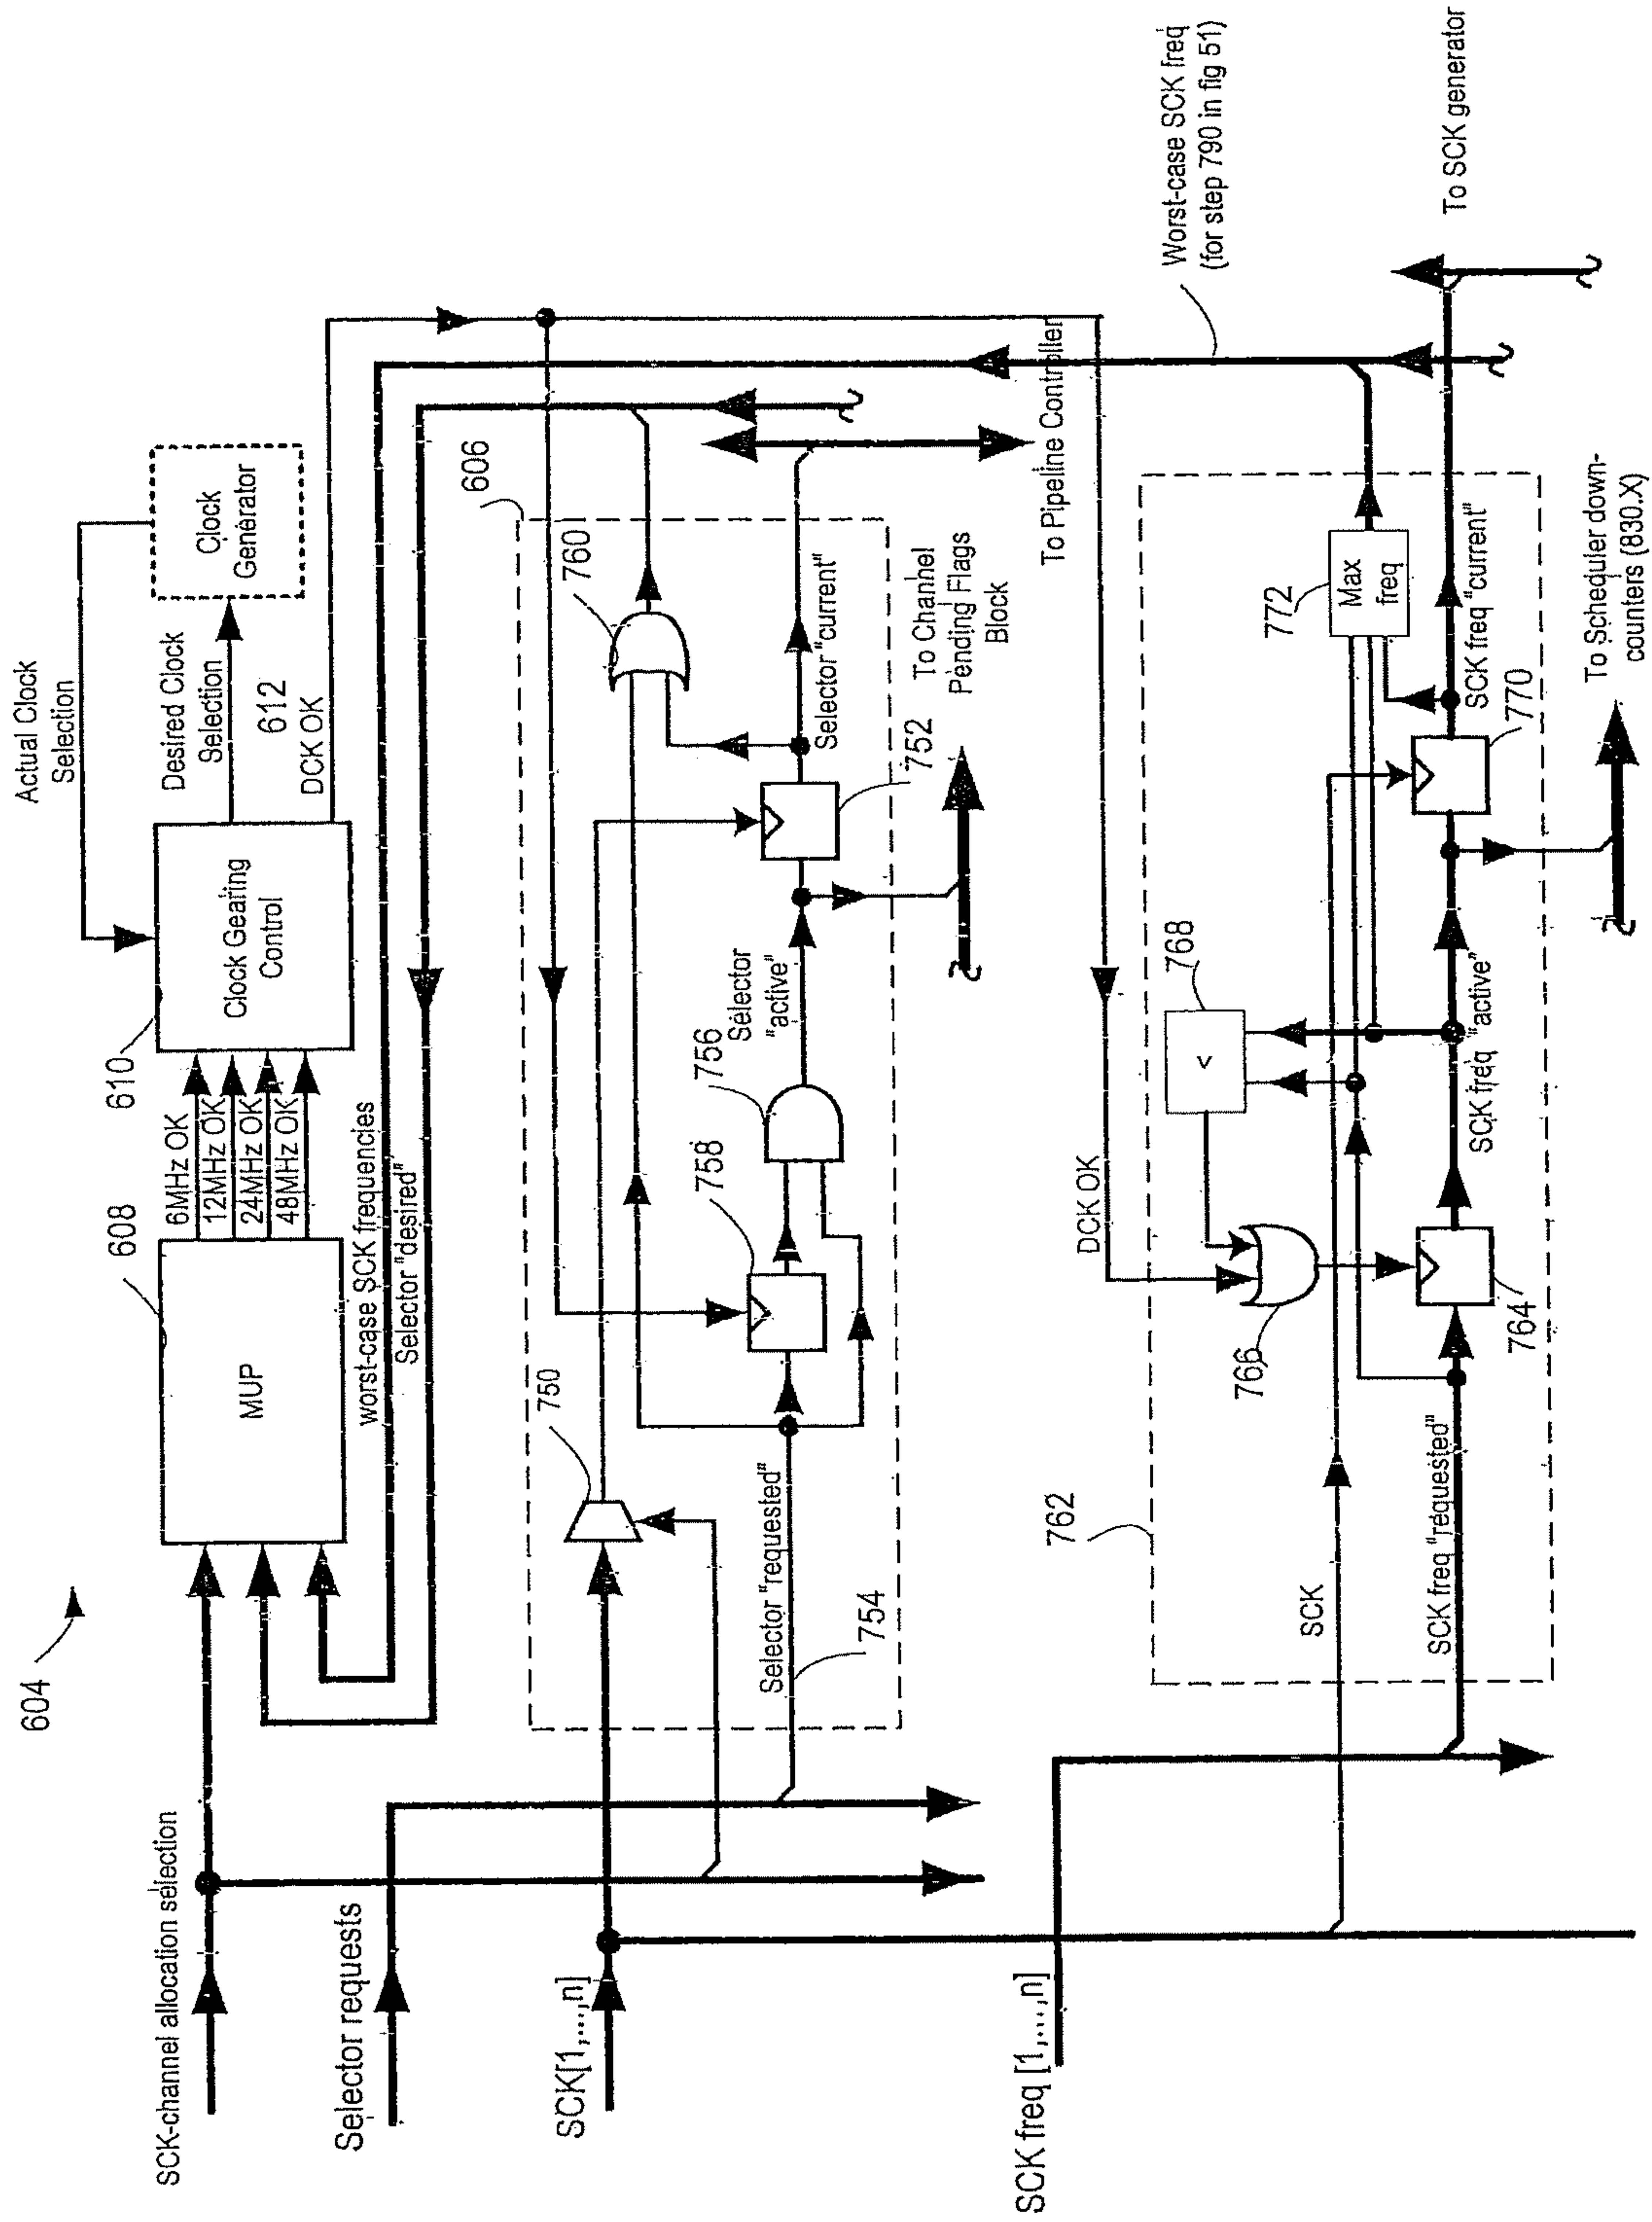 604
SCK-channel allocation selection
Selector requests
SCK[1,...,n]
SCK freq [1,...,n]
608
MUP
6MHz OK
12MHz OK
24MHz OK
48MHz OK
610
Clock Gearing
Control
Actual Clock
Selection
Desired Clock
Selection
612
DCK OK
Clock
Generator
worst-case SCK frequencies
Selector "desired"
606
750
Selector "requested"
754
758
756
Selector
"active"
760
Selector "current"
752
To Channel
Pending Flags
Block
To Pipeline Controller
Worst-case SCK freq
(for step 790 in fig 51)
762
SCK
SCK freq "requested"
DCK OK
766
764
768
<
SCK freq "active"
772
Max
freq
770
SCK freq "current"
To SCK generator
To Scheduler down-
counters (830.X)